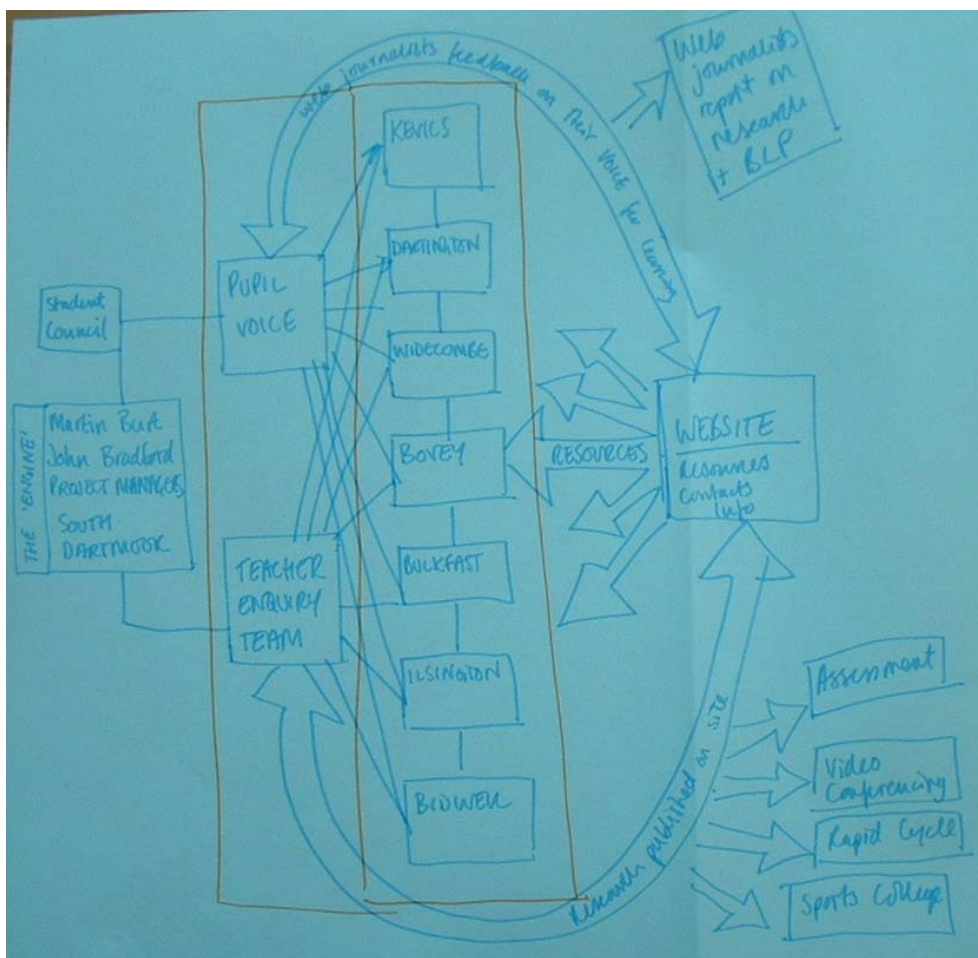 web journalists feedback on their voice for learning
Web
journalists
report on
research
+ BLP
KEVICS
DARTINGTON
WIDECOMBE
BOVEY
BUCKFAST
ILSINGTON
BIDWELL
Student
Council
PUPIL
VOICE
THE 'ENGINE'
Martin Burt
John Bradford
PROJECT MANAGERS
SOUTH
DARTMOOR
TEACHER
ENQUIRY
TEAM
RESOURCES
WEBSITE
Resources
Contacts
Info
Research published on site
Assessment
Video
Conferencing
Rapid Cycle
Sports College